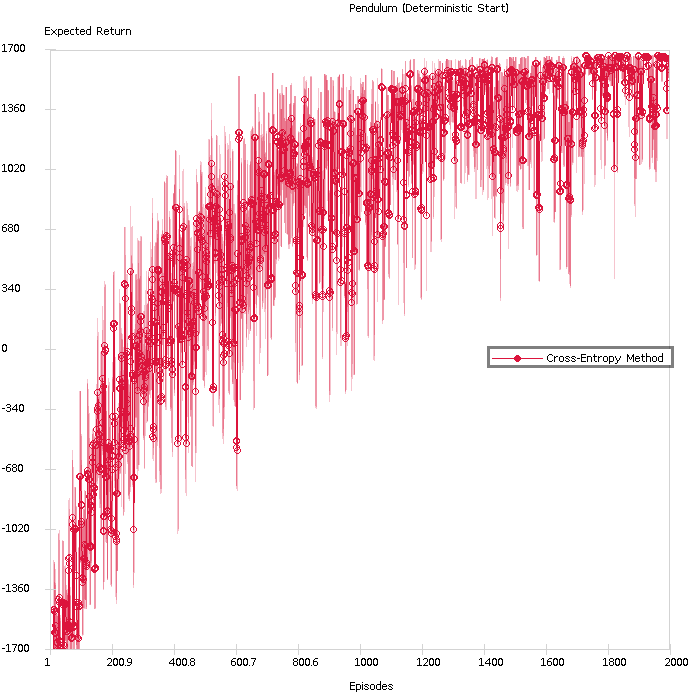 Pendulum (Deterministic Start)
Expected Return
1700
1360
1020
680
340
0
Cross-Entropy Method
-340
-680
-1020
-1360
-1700
1 200.9 400.8 600.7 800.6 1000 1200 1400 1600 1800 2000
Episodes